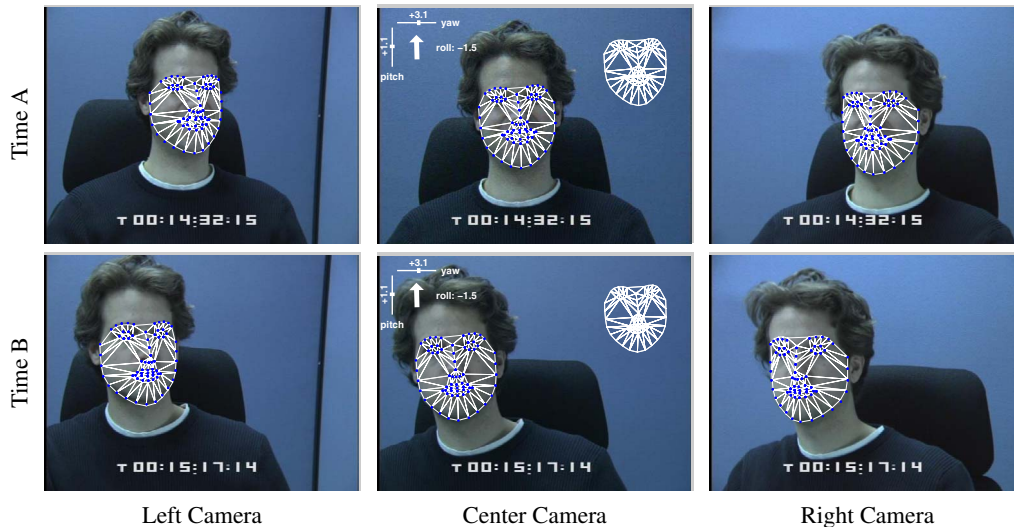 Time A
+3.1
yaw
+1.1
roll: −1.5
pitch
T 00:14:32:15
T 00:14:32:15
T 00:14:32:15
Time B
+3.1
yaw
+1.1
roll: −1.5
pitch
T 00:15:17:14
T 00:15:17:14
T 00:15:17:14
Left Camera
Center Camera
Right Camera